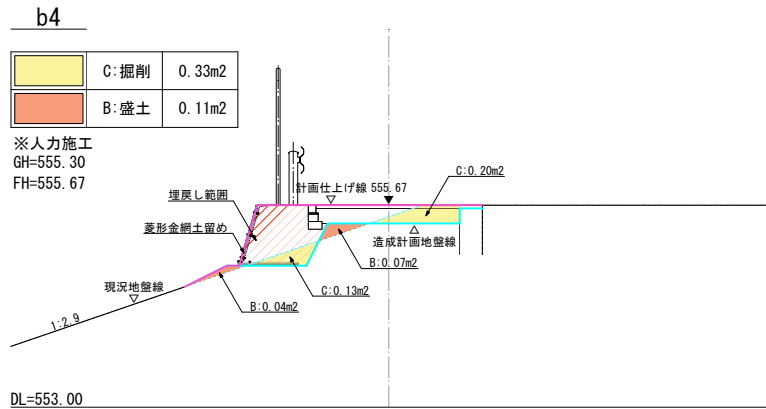 b4
C:掘削 0.33m2
B:盛土 0.11m2
※人力施工
GH=555.30
FH=555.67
C:0.20m2
計画仕上げ線 555.67
埋戻し範囲
菱形金網土留め
造成計画地盤線
B:0.07m2
C:0.13m2
現況地盤線
B:0.04m2
1:2.9
DL=553.00